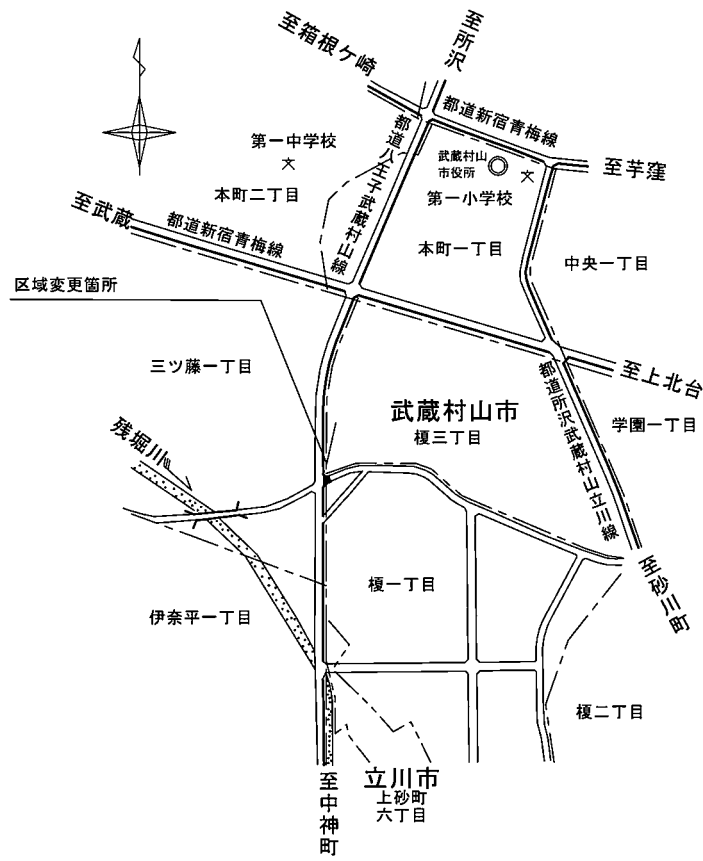 至所沢
至箱根ケ崎
都道新宿青梅線
第一中学校
文
都道八王子武蔵村山線
武蔵村山
市役所
文
至芋窪
第一小学校
本町二丁目
至武蔵
都道新宿青梅線
本町一丁目
中央一丁目
区域変更箇所
三ツ藤一丁目
至上北台
都道所沢武蔵村山立川線
武蔵村山市
榎三丁目
学園一丁目
残堀川
榎一丁目
至砂川町
伊奈平一丁目
榎二丁目
立川市
上砂町
六丁目
至中神町